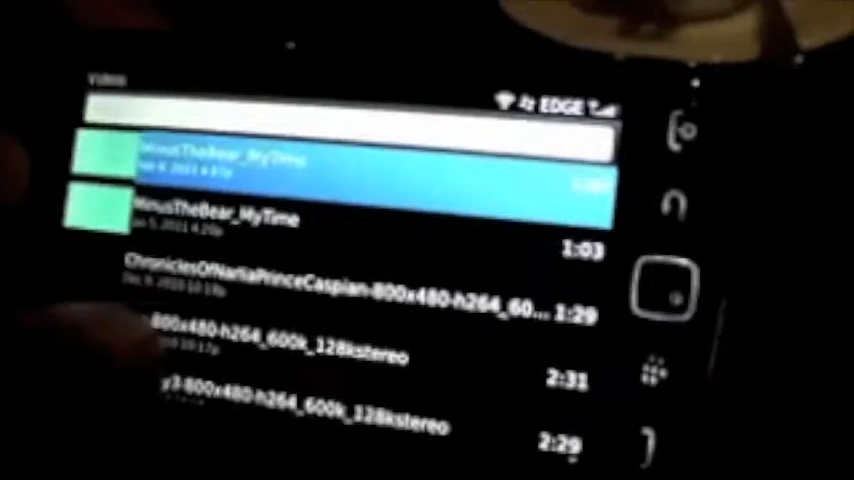 Videos
EDGE
MinusTheBear_MyTime
MinusTheBear_MyTime
1:03
ChroniclesOfNarniaPrinceCaspian-800x480-h264_60... 1:29
-800x480-h264_600k_128kstereo
2:31
y3-800x480-h264_600k_128kstereo
2:29